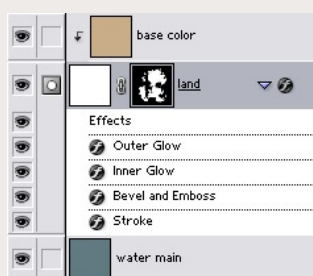 base color
land
Effects
Outer Glow
Inner Glow
Bevel and Emboss
Stroke
water main